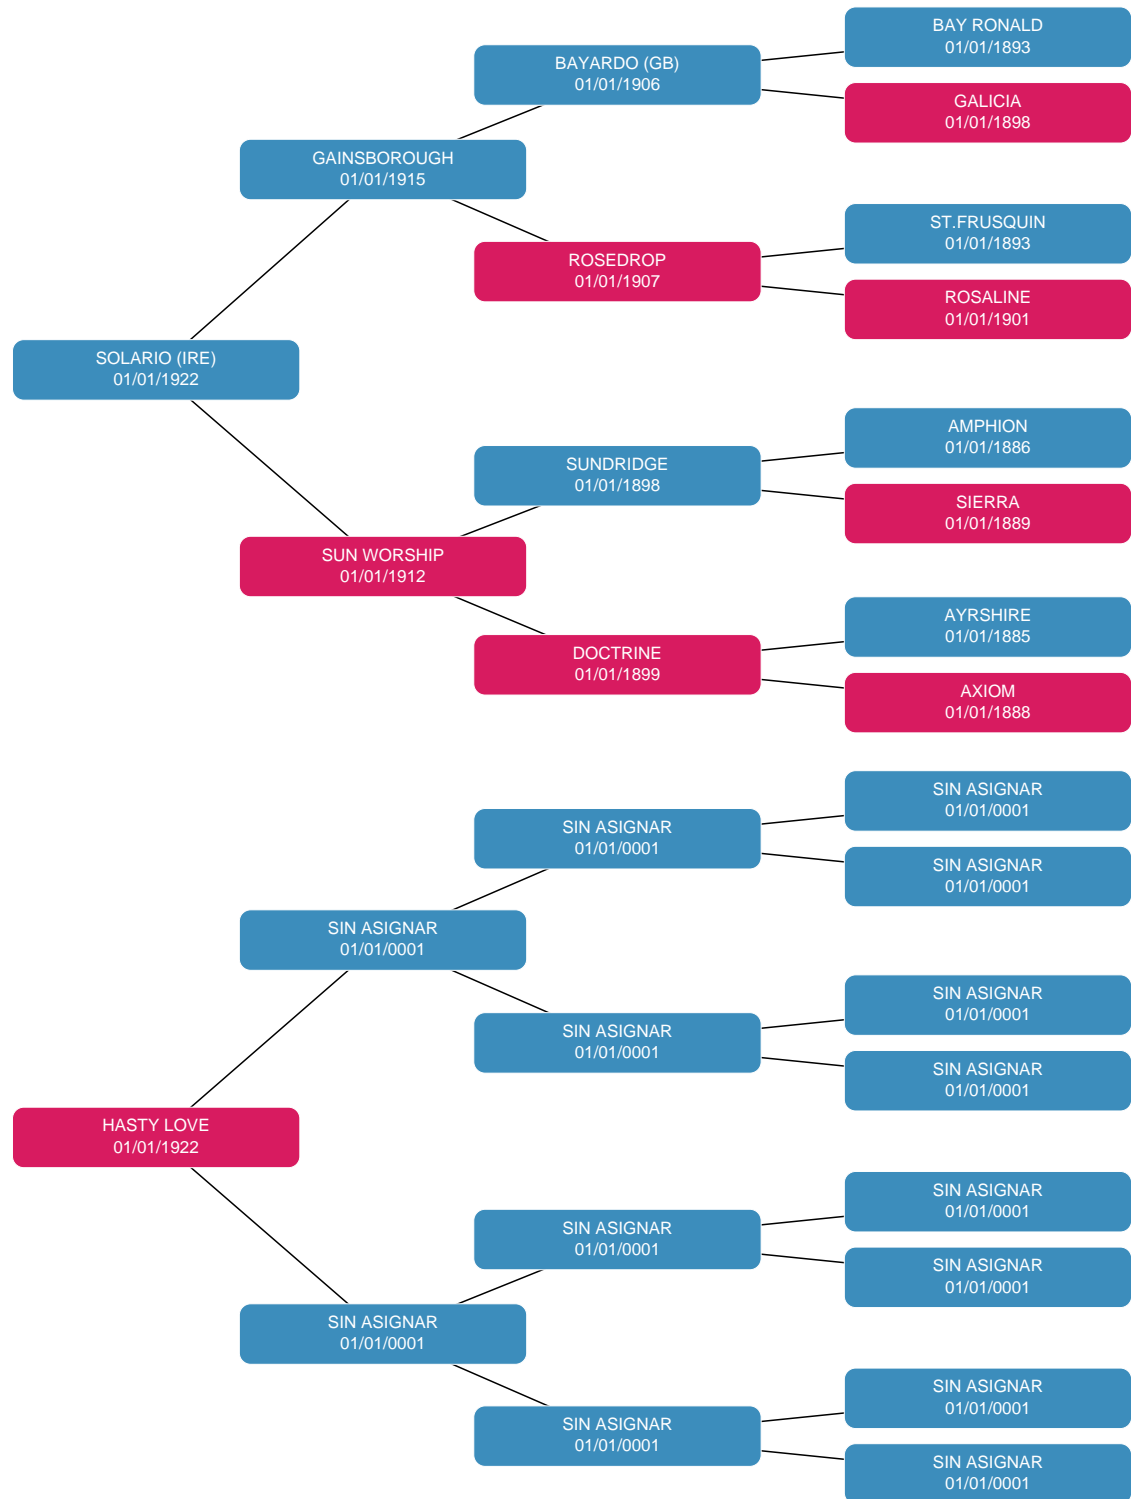 BAY RONALD
01/01/1893
BAYARDO (GB)
01/01/1906
GALICIA
01/01/1898
GAINSBOROUGH
01/01/1915
ST.FRUSQUIN
01/01/1893
ROSEDROP
01/01/1907
ROSALINE
01/01/1901
SOLARIO (IRE)
01/01/1922
AMPHION
01/01/1886
SUNDRIDGE
01/01/1898
SIERRA
01/01/1889
SUN WORSHIP
01/01/1912
AYRSHIRE
01/01/1885
DOCTRINE
01/01/1899
AXIOM
01/01/1888
SIN ASIGNAR
01/01/0001
SIN ASIGNAR
01/01/0001
SIN ASIGNAR
01/01/0001
SIN ASIGNAR
01/01/0001
SIN ASIGNAR
01/01/0001
SIN ASIGNAR
01/01/0001
SIN ASIGNAR
01/01/0001
HASTY LOVE
01/01/1922
SIN ASIGNAR
01/01/0001
SIN ASIGNAR
01/01/0001
SIN ASIGNAR
01/01/0001
SIN ASIGNAR
01/01/0001
SIN ASIGNAR
01/01/0001
SIN ASIGNAR
01/01/0001
SIN ASIGNAR
01/01/0001